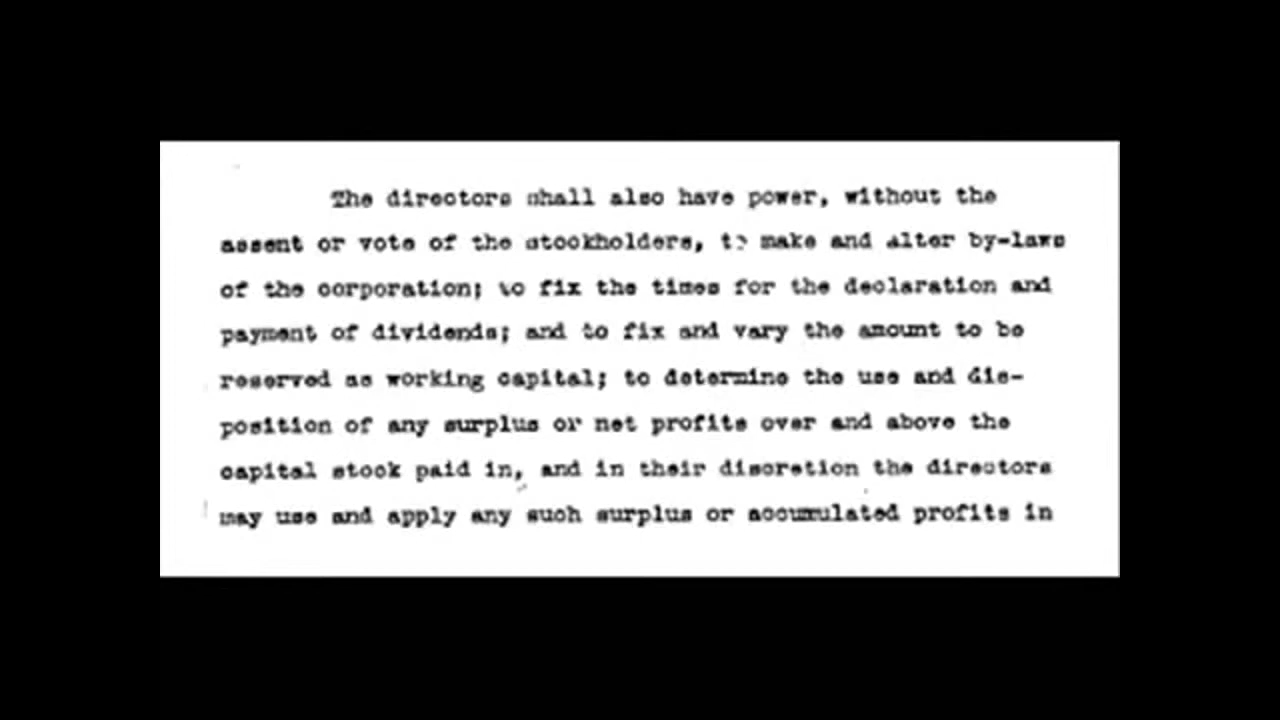 The directors shall also have power, without the
assent or vote of the stockholders, to make and alter by-laws
of the corporation; to fix the times for the declaration and
payment of dividends; and to fix and vary the amount to be
reserved as working capital; to determine the use and dis-
position of any surplus or net profits over and above the
capital stock paid in, and in their discretion the directors
may use and apply any such surplus or accumulated profits in